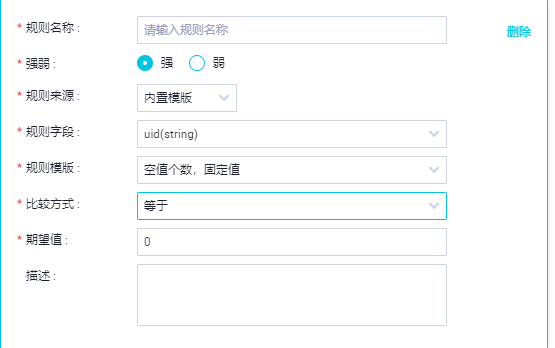 * 规则名称 : 请输入规则名称 删除
* 强弱 : 强 弱
* 规则来源 : 内置模版
* 规则字段 : uid(string)
* 规则模版 : 空值个数，固定值
* 比较方式 : 等于
* 期望值 : 0
描述 :